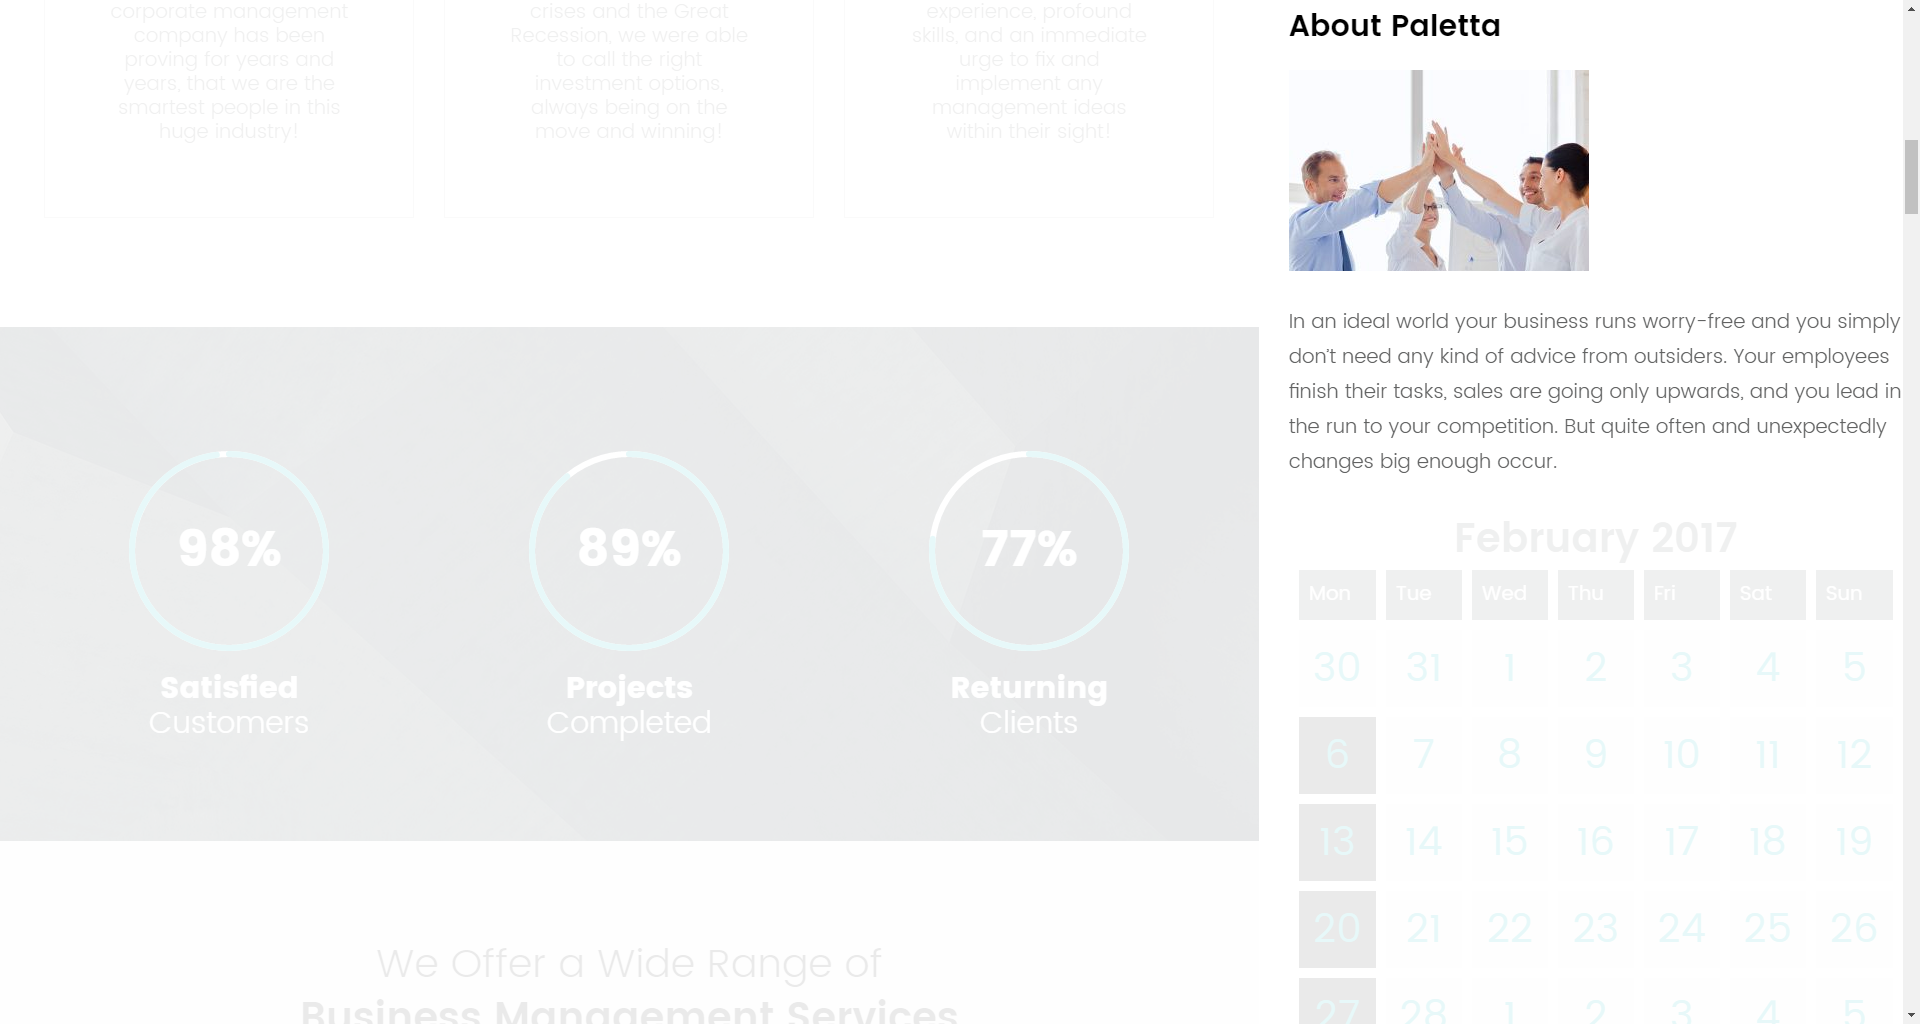 corporate management
company has been
proving for years and
years, that we are the
smartest people in this
huge industry!
crises and the Great
Recession, we were able
to call the right
investment options,
always being on the
move and winning!
experience, profound
skills, and an immediate
urge to fix and
implement any
management ideas
within their sight!
98%
Satisfied
Customers
89%
Projects
Completed
77%
Returning
Clients
We Offer a Wide Range of
Business Management Services
About Paletta
In an ideal world your business runs worry-free and you simply
don't need any kind of advice from outsiders. Your employees
finish their tasks, sales are going only upwards, and you lead in
the run to your competition. But quite often and unexpectedly
changes big enough occur.
February 2017
Mon Tue Wed Thu Fri Sat Sun
30 31 1 2 3 4 5
6 7 8 9 10 11 12
13 14 15 16 17 18 19
20 21 22 23 24 25 26
27 28 1 2 3 4 5